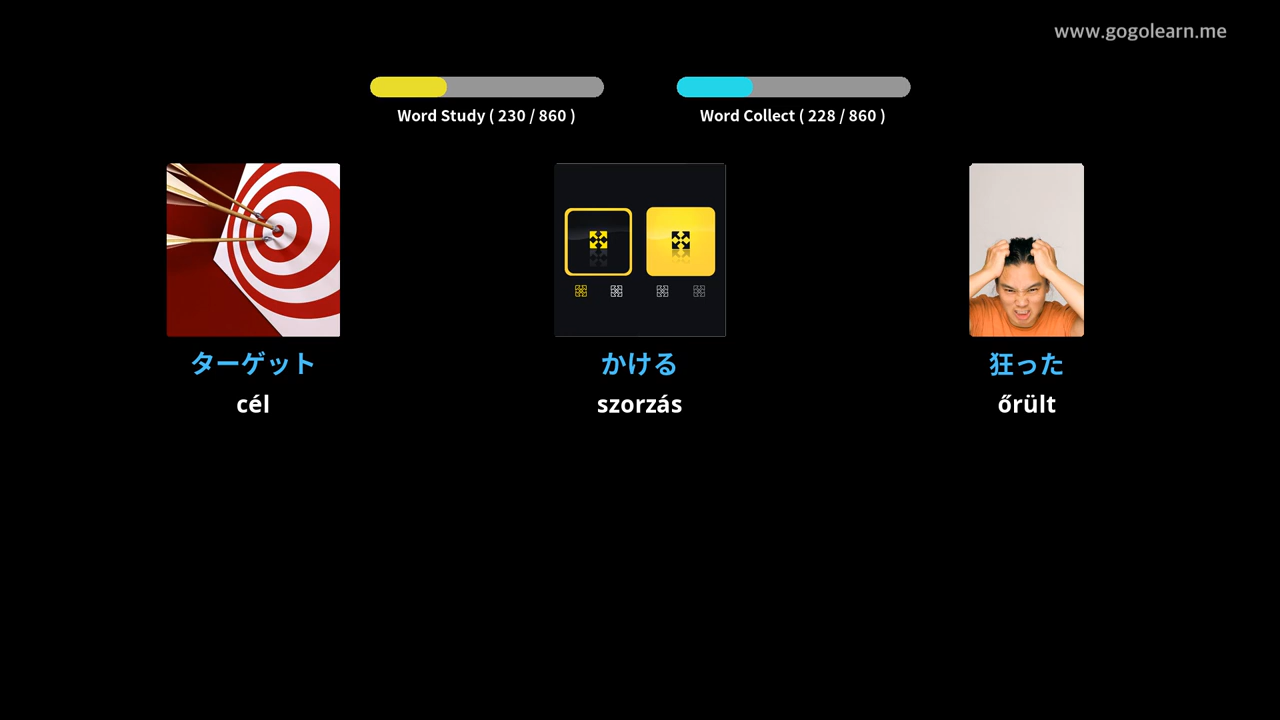 www.gogolearn.me
Word Study ( 230 / 860 )
Word Collect ( 228 / 860 )
ターゲット
cél
かける
szorzás
狂った
őrült